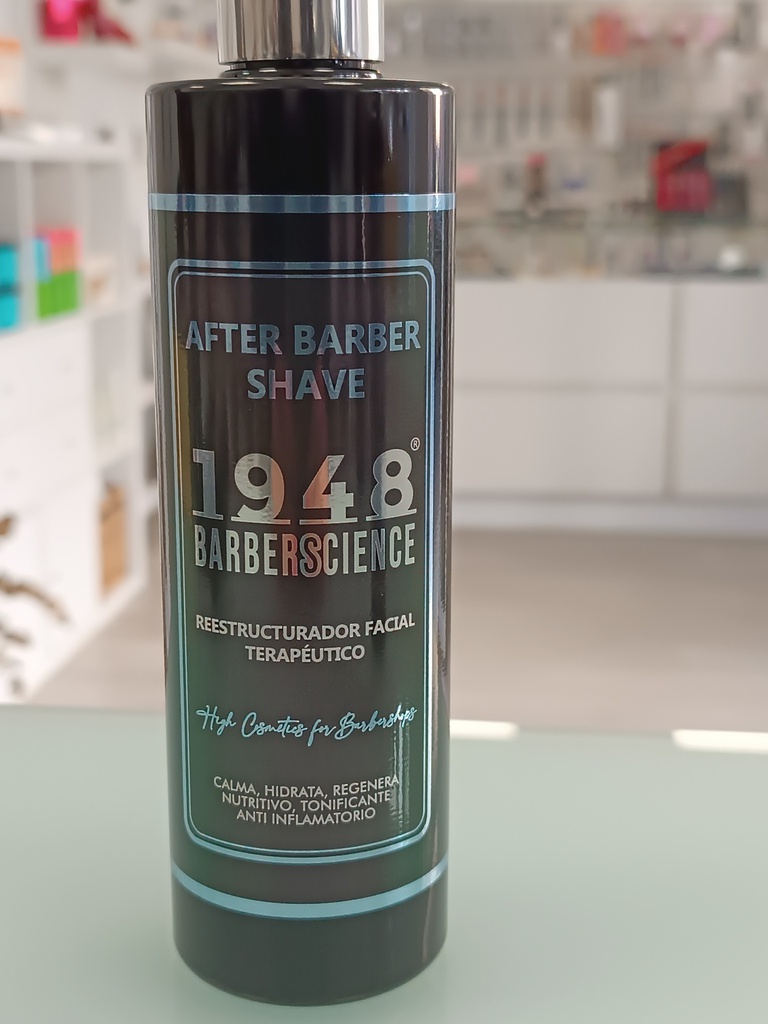 AFTER BARBER
SHAVE
1948®
BARBERSCIENCE
REESTRUCTURADOR FACIAL
TERAPÉUTICO
High Cosmetics for Barbershops
CALMA, HIDRATA, REGENERA
NUTRITIVO, TONIFICANTE
ANTI INFLAMATORIO